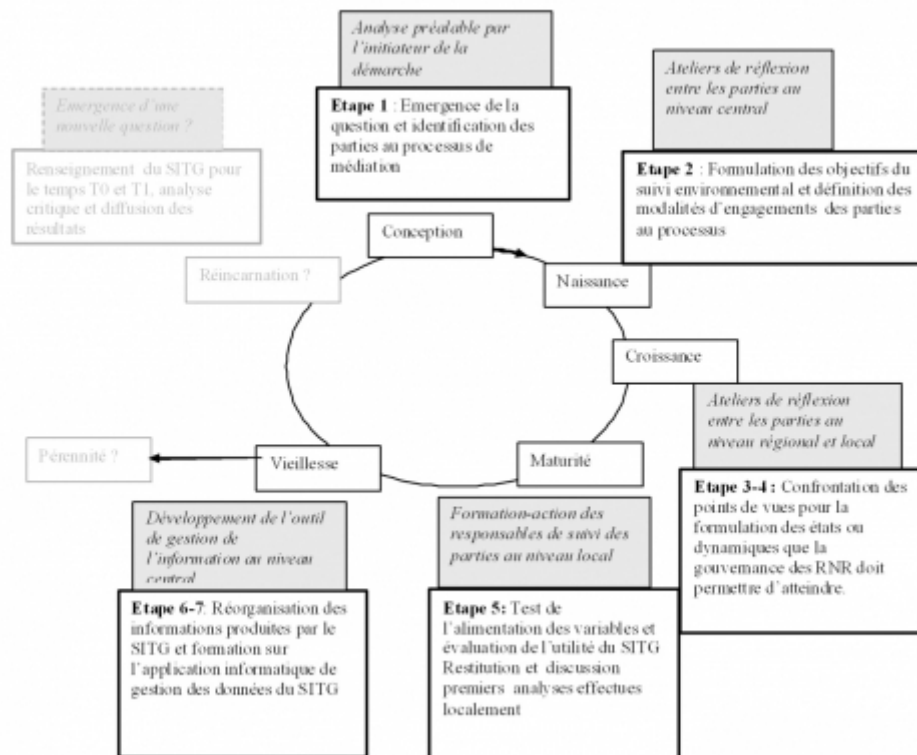 Analyse préalable par
l'initiateur de la
démarche
Etape 1 : Emergence de la
question et identification des
parties au processus de
médiation
Ateliers de réflexion
entre les parties au
niveau central
Etape 2 : Formulation des objectifs du
suivi environnemental et définition des
modalités d'engagements des parties
au processus
Emergence d'une
nouvelle question ?
Renseignement du SITG pour
le temps T0 et T1, analyse
critique et diffusion des
résultats
Conception
Réincarnation ?
Naissance
Croissance
Ateliers de réflexion
entre les parties au
niveau régional et local
Etape 3-4 : Confrontation des
points de vues pour la
formulation des états ou
dynamiques que la
gouvernance des RNR doit
permettre d'atteindre.
Pérennité ?
Vieillesse
Maturité
Développement de l'outil
de gestion de
l'information au niveau
central
Etape 6-7: Réorganisation des
informations produites par le
SITG et formation sur
l'application informatique de
gestion des données du SITG
Formation-action des
responsables de suivi des
parties au niveau local
Etape 5: Test de
l'alimentation des variables et
évaluation de l'utilité du SITG
Restitution et discussion
premiers analyses effectues
localement